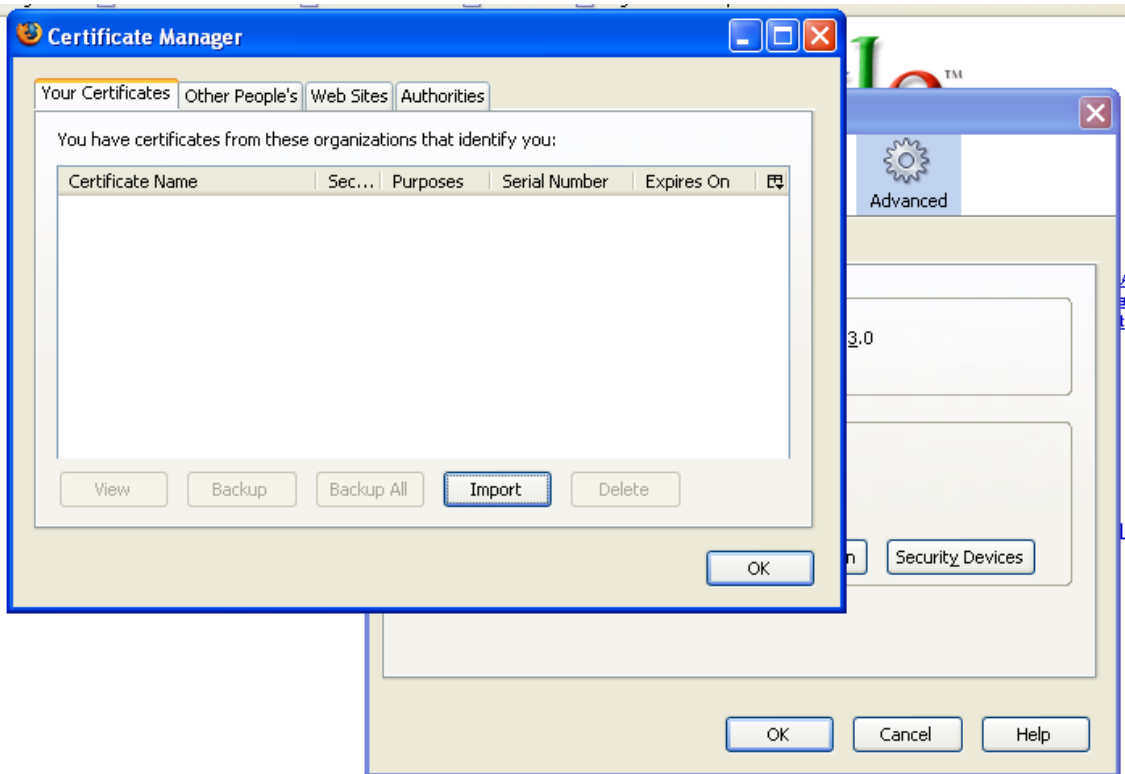 Certificate Manager
Your Certificates Other People's Web Sites Authorities
You have certificates from these organizations that identify you:
Certificate Name Sec... Purposes Serial Number Expires On
View Backup Backup All Import Delete
OK
TM
Advanced
3.0
Security Devices
OK Cancel Help